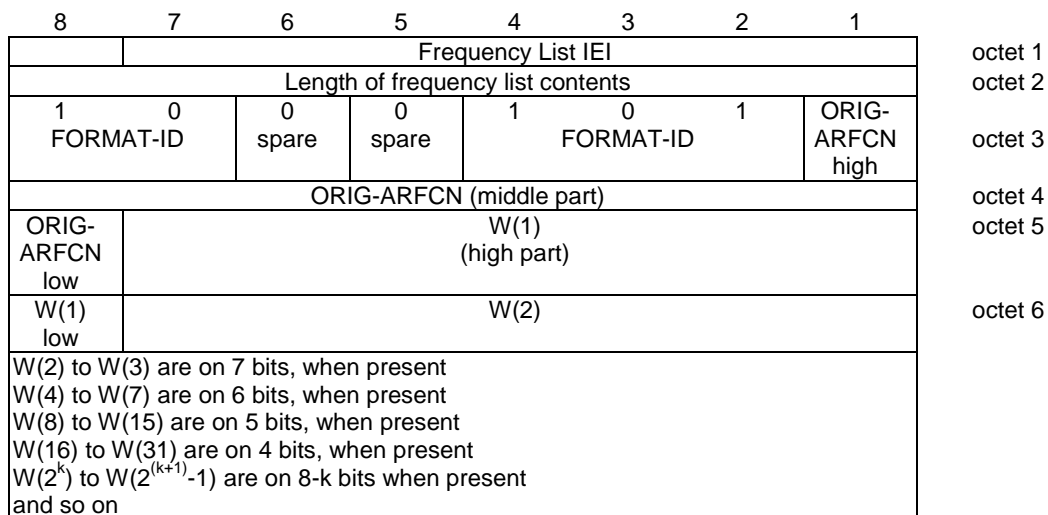 8 7 6 5 4 3 2 1
Frequency List IEI octet 1
Length of frequency list contents octet 2
1 0 0 0 1 0 1 ORIG-
FORMAT-ID spare spare FORMAT-ID ARFCN octet 3
high
ORIG-ARFCN (middle part) octet 4
ORIG- W(1) octet 5
ARFCN (high part)
low
W(1) W(2) octet 6
low
W(2) to W(3) are on 7 bits, when present
W(4) to W(7) are on 6 bits, when present
W(8) to W(15) are on 5 bits, when present
W(16) to W(31) are on 4 bits, when present
W(2^k) to W(2^(k+1)-1) are on 8-k bits when present
and so on